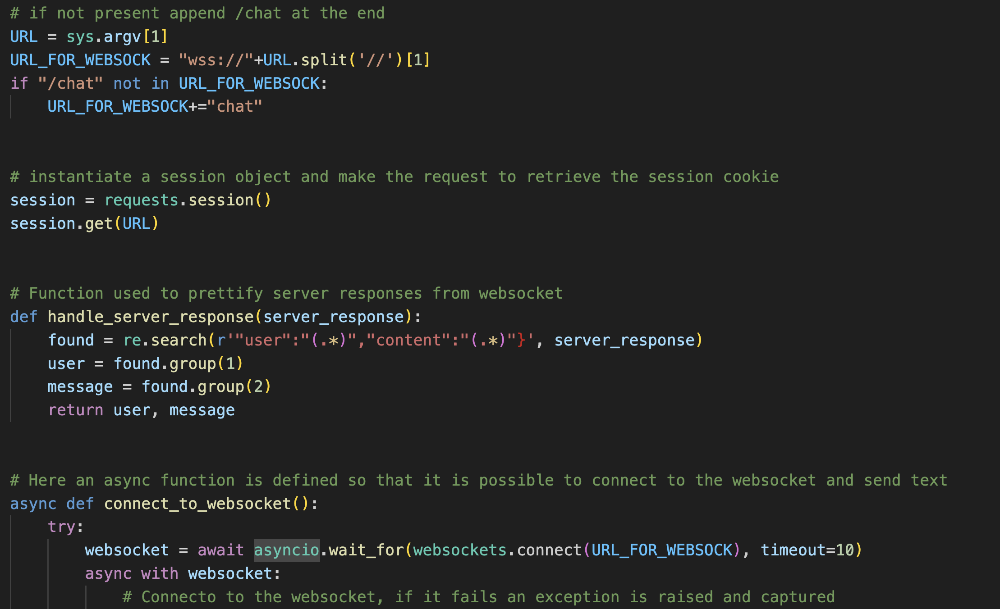 # if not present append /chat at the end
URL = sys.argv[1]
URL_FOR_WEBSOCK = "wss://"+URL.split('//')[1]
if "/chat" not in URL_FOR_WEBSOCK:
    URL_FOR_WEBSOCK+="chat"
# instantiate a session object and make the request to retrieve the session cookie
session = requests.session()
session.get(URL)
# Function used to prettify server responses from websocket
def handle_server_response(server_response):
    found = re.search(r'"user":"(.*)","content":"(.*)"}', server_response)
    user = found.group(1)
    message = found.group(2)
    return user, message
# Here an async function is defined so that it is possible to connect to the websocket and send text
async def connect_to_websocket():
    try:
        websocket = await asyncio.wait_for(websockets.connect(URL_FOR_WEBSOCK), timeout=10)
        async with websocket:
            # Connecto to the websocket, if it fails an exception is raised and captured